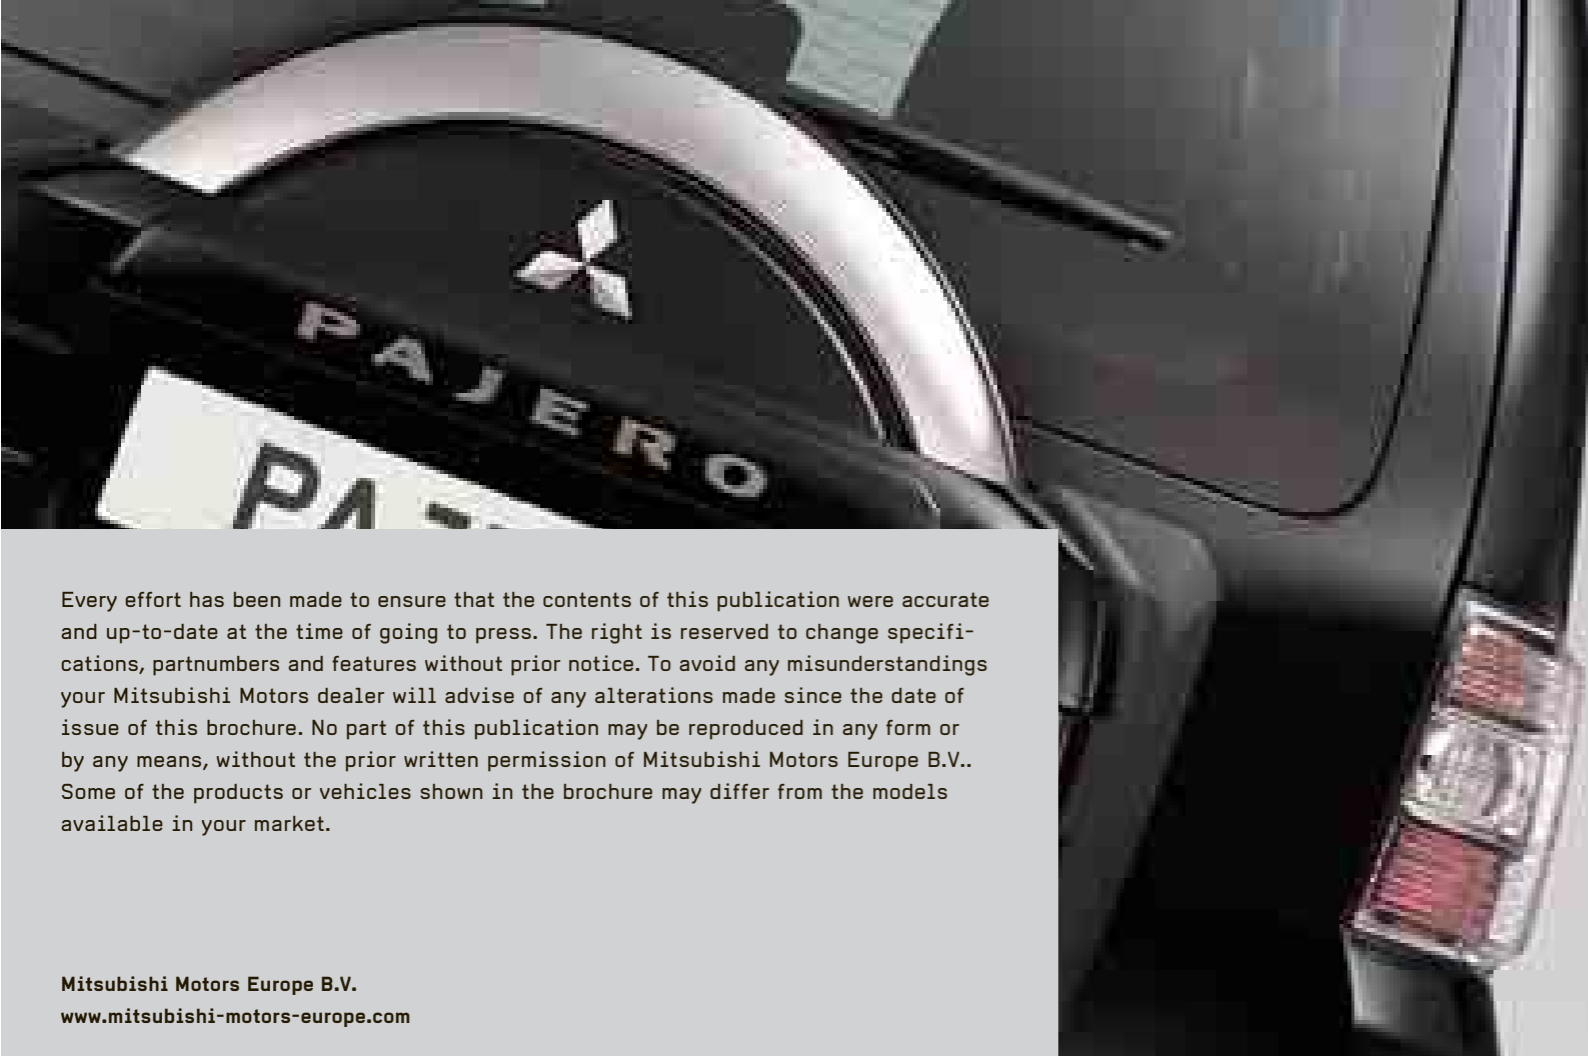 PAJERO
PA
Every effort has been made to ensure that the contents of this publication were accurate
and up-to-date at the time of going to press. The right is reserved to change specifi-
cations, partnumbers and features without prior notice. To avoid any misunderstandings
your Mitsubishi Motors dealer will advise of any alterations made since the date of
issue of this brochure. No part of this publication may be reproduced in any form or
by any means, without the prior written permission of Mitsubishi Motors Europe B.V..
Some of the products or vehicles shown in the brochure may differ from the models
available in your market.
Mitsubishi Motors Europe B.V.
www.mitsubishi-motors-europe.com